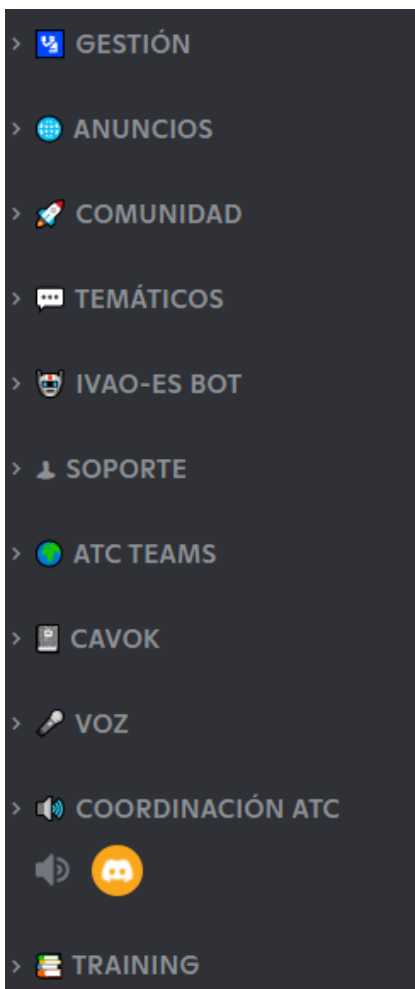 GESTIÓN
ANUNCIOS
COMUNIDAD
TEMÁTICOS
IVAO-ES BOT
SOPORTE
ATC TEAMS
CAVOK
VOZ
COORDINACIÓN ATC
TRAINING